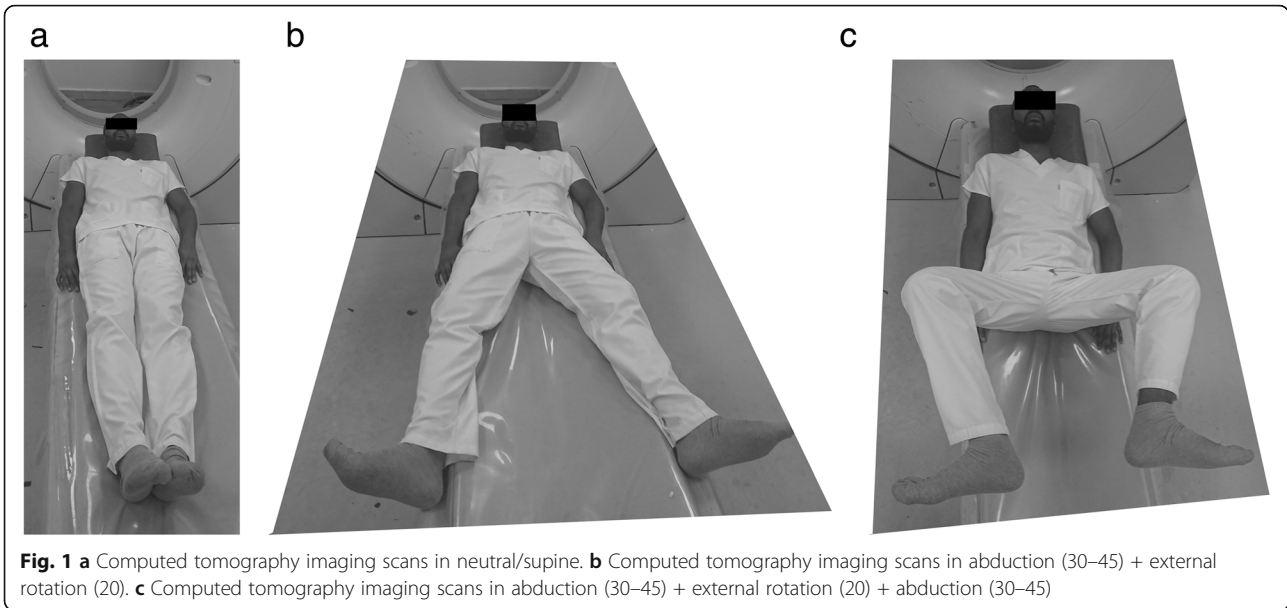 a
b
c
Fig. 1 a Computed tomography imaging scans in neutral/supine. b Computed tomography imaging scans in abduction (30–45) + external
rotation (20). c Computed tomography imaging scans in abduction (30–45) + external rotation (20) + abduction (30–45)